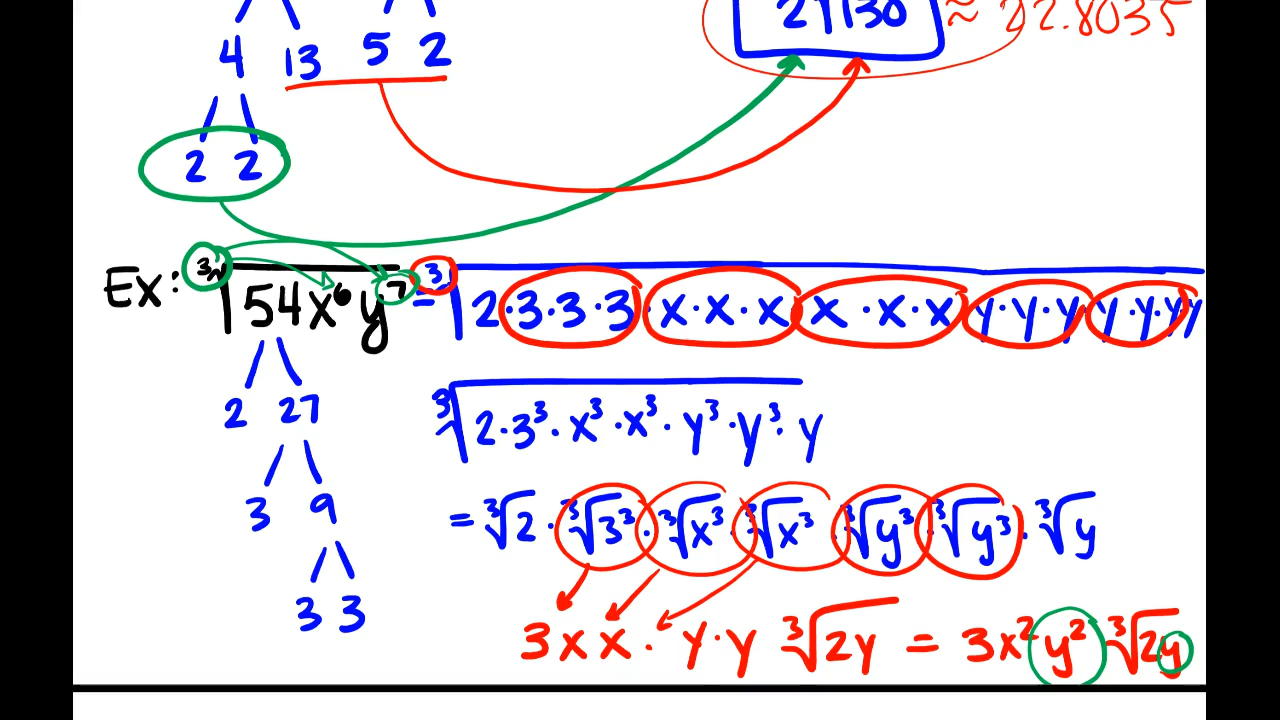 2√130 ≈ 22.8035
4 13 5 2
2 2
Ex: ∛54x⁶y⁷ = ∛2·3·3·3·x·x·x·x·x·x·y·y·y·y·y·y·y
2 27
∛2·3³·x³·x³·y³·y³·y
3 9
= ∛2 · ∛3³ · ∛x³ · ∛x³ · ∛y³ · ∛y³ · ∛y
3 3
3xx·y·y ∛2y = 3x²y² ∛2y